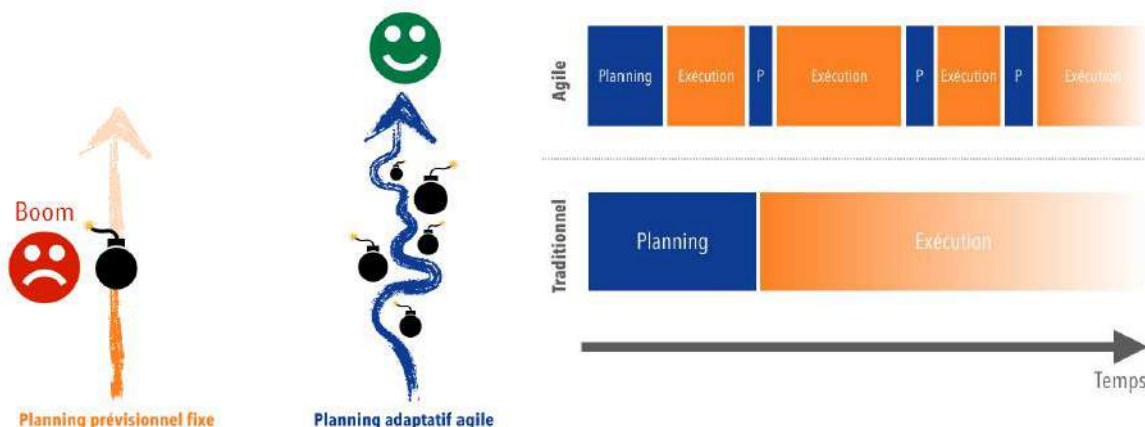 Boom
Planning prévisionnel fixe
Planning adaptatif agile
Agile
Planning
Exécution
P
Exécution
P
Exécution
P
Exécution
Traditionnel
Planning
Exécution
Temps